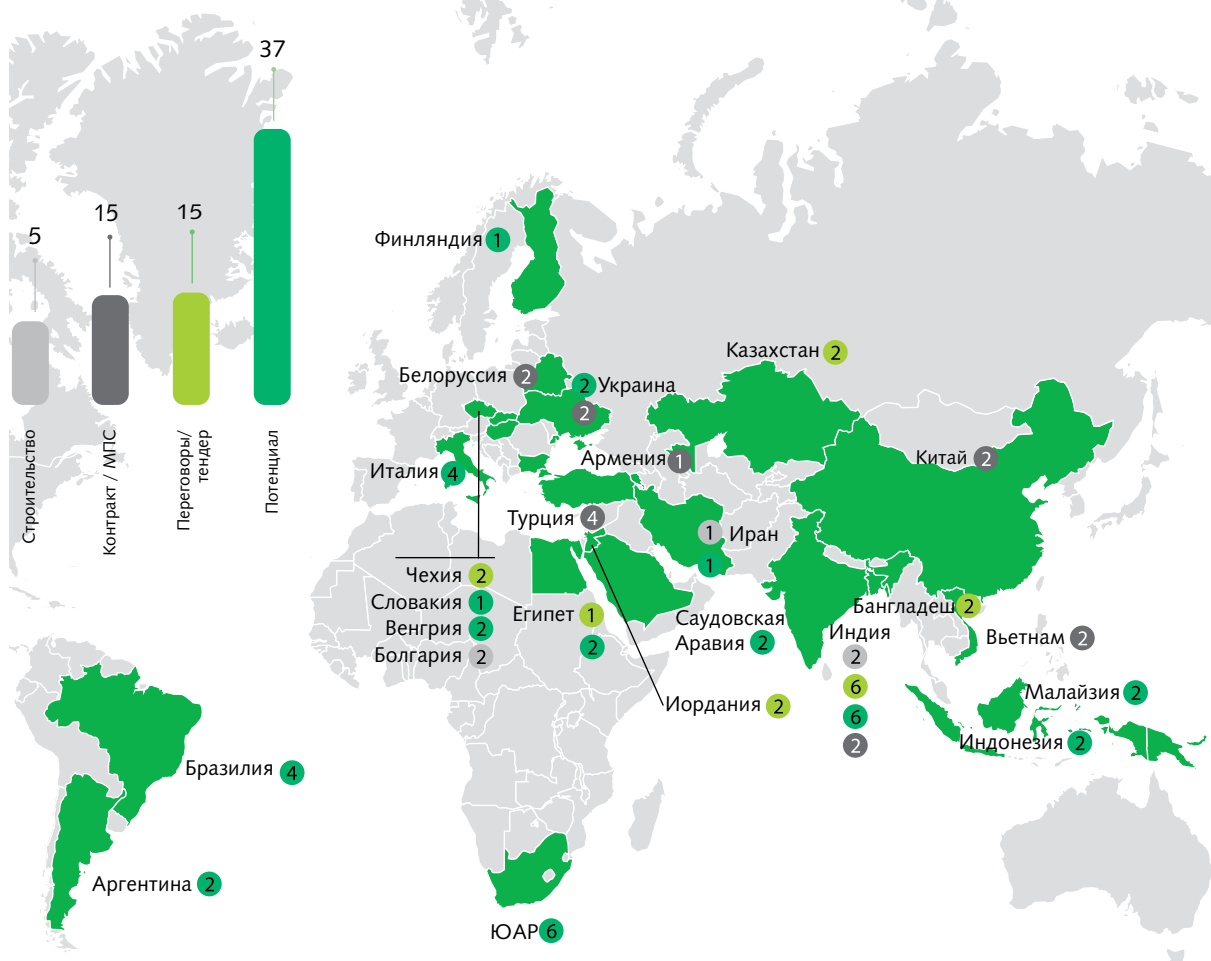 37
15
15
5
Строительство
Контракт / МПС
Переговоры/
тендер
Потенциал
Финляндия 1
Казахстан 2
Белоруссия 2
2 Украина
2
Китай 2
Армения 1
Италия 4
Турция 4
1 Иран
1
Чехия 2
Словакия 1
Венгрия 2
Болгария 2
Египет 1
2
Саудовская
Аравия 2
Бангладеш 2
Индия
2
6
6
2
Вьетнам 2
Иордания 2
Малайзия 2
Индонезия 2
Бразилия 4
Аргентина 2
ЮАР 6